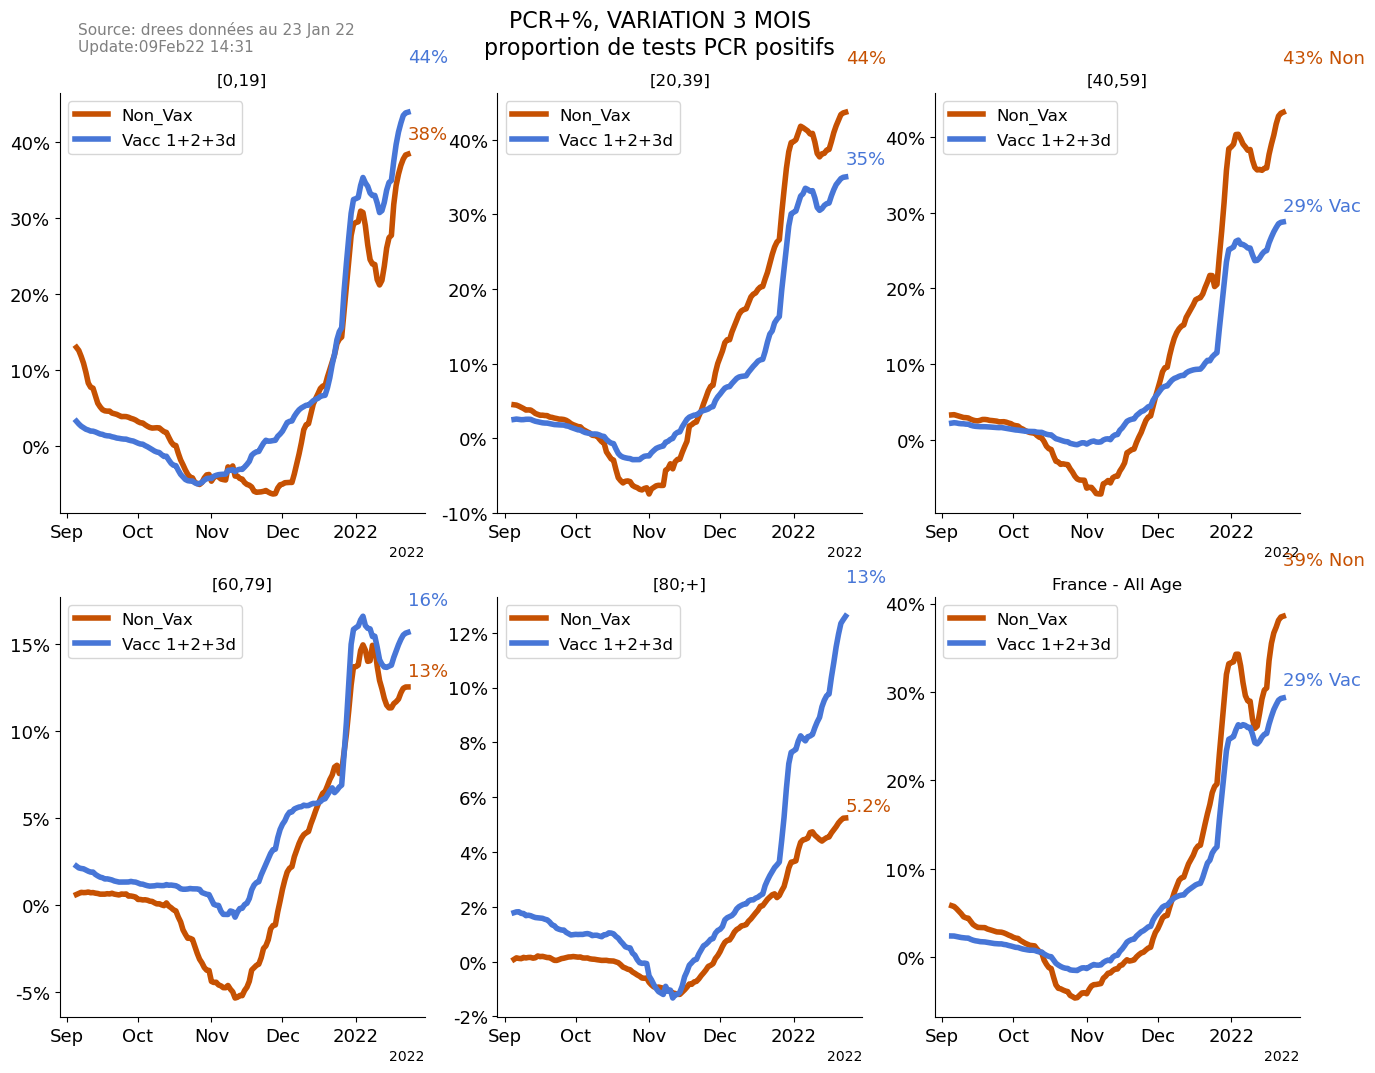 Source: drees données au 23 Jan 22
Update:09Feb22 14:31
PCR+%, VARIATION 3 MOIS
proportion de tests PCR positifs
[0,19]
Non_Vax
Vacc 1+2+3d
44%
38%
40%
30%
20%
10%
0%
Sep Oct Nov Dec 2022
2022
[20,39]
Non_Vax
Vacc 1+2+3d
44%
35%
40%
30%
20%
10%
0%
-10%
Sep Oct Nov Dec 2022
2022
[40,59]
Non_Vax
Vacc 1+2+3d
43% Non
29% Vac
40%
30%
20%
10%
0%
Sep Oct Nov Dec 2022
2022
[60,79]
Non_Vax
Vacc 1+2+3d
16%
13%
15%
10%
5%
0%
-5%
Sep Oct Nov Dec 2022
2022
[80;+]
Non_Vax
Vacc 1+2+3d
13%
5.2%
12%
10%
8%
6%
4%
2%
0%
-2%
Sep Oct Nov Dec 2022
2022
France - All Age
Non_Vax
Vacc 1+2+3d
39% Non
29% Vac
40%
30%
20%
10%
0%
Sep Oct Nov Dec 2022
2022